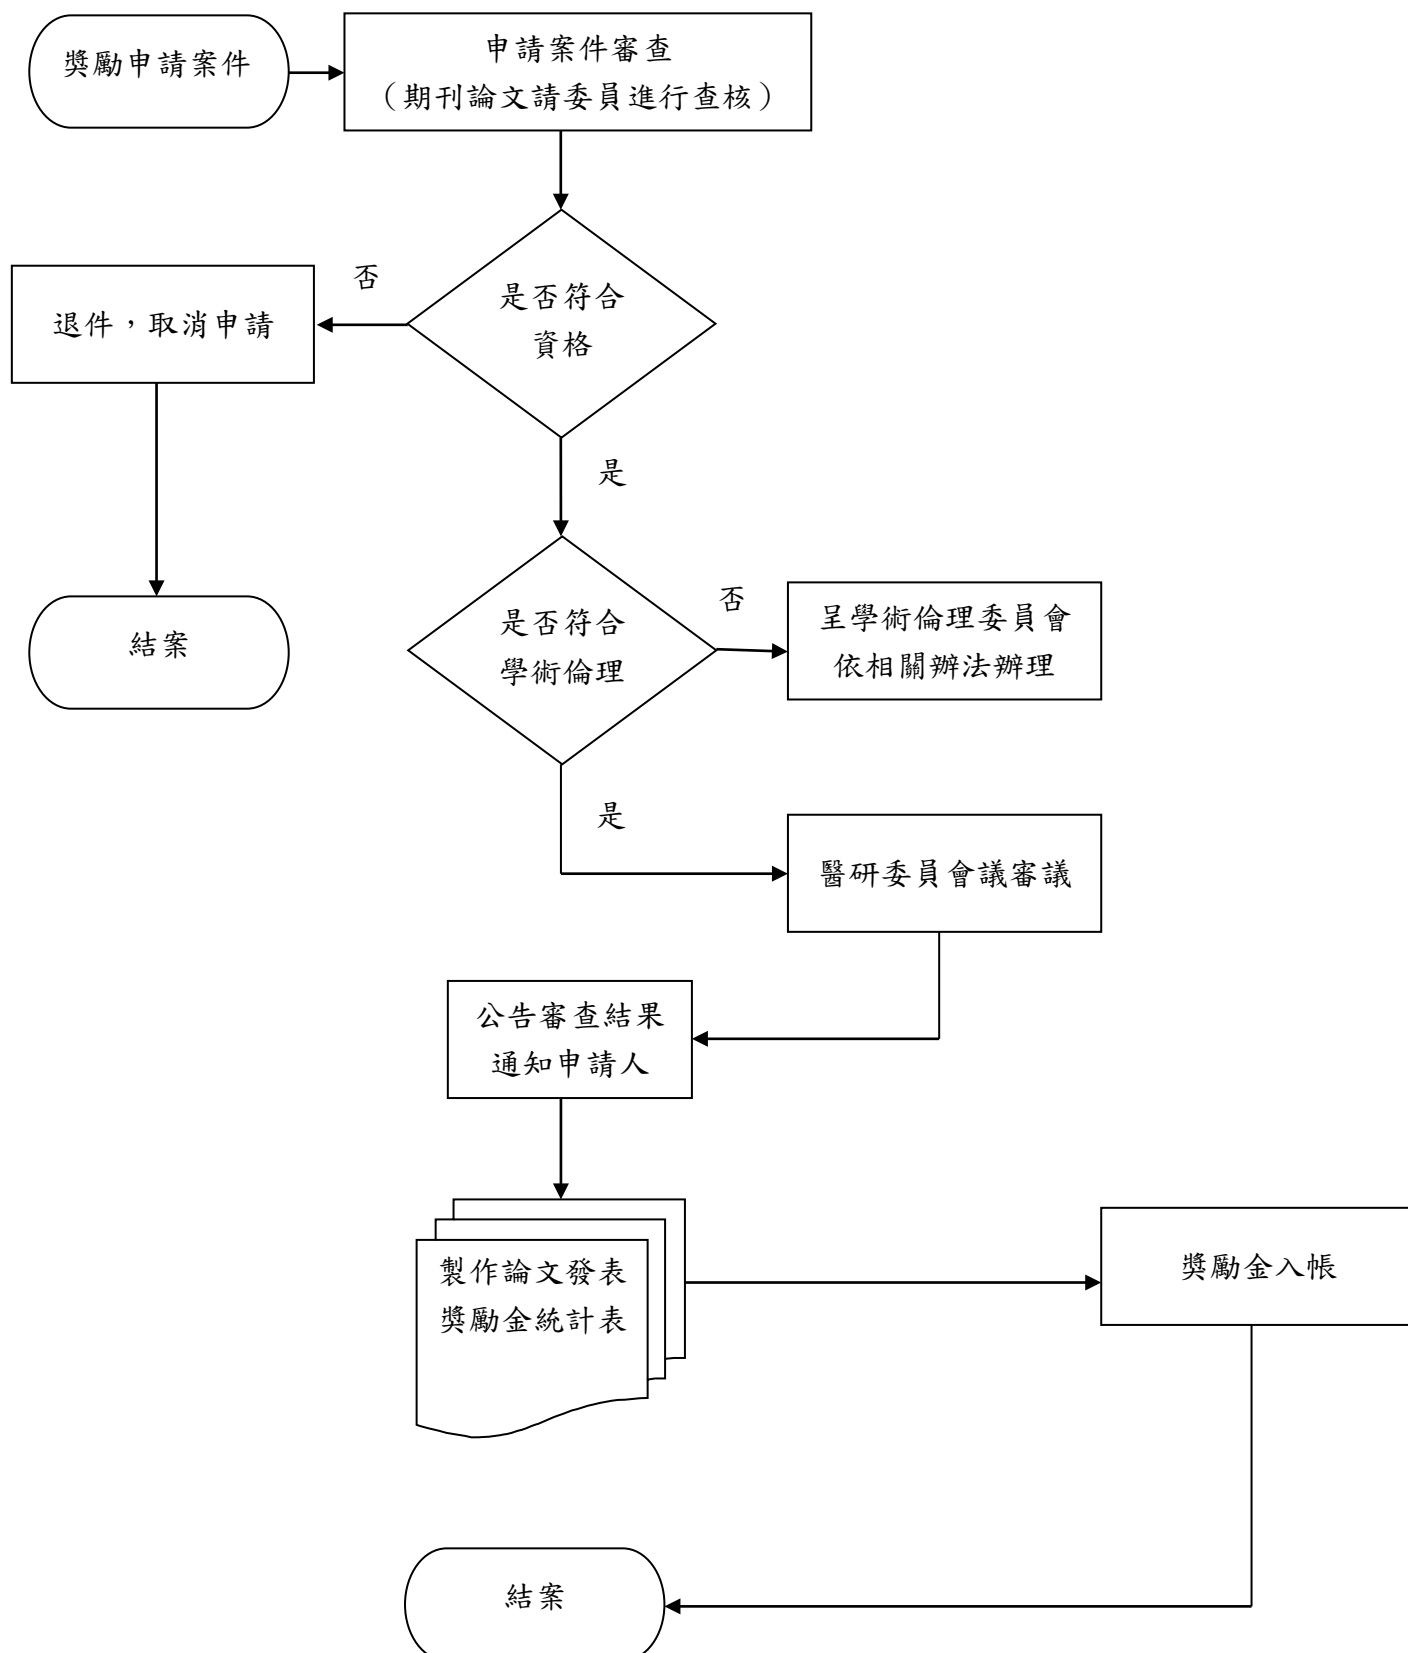 獎勵申請案件
申請案件審查
（期刊論文請委員進行查核）
否
是否符合
資格
退件，取消申請
是
結案
是否符合
學術倫理
否
呈學術倫理委員會
依相關辦法辦理
是
醫研委員會議審議
公告審查結果
通知申請人
製作論文發表
獎勵金統計表
獎勵金入帳
結案